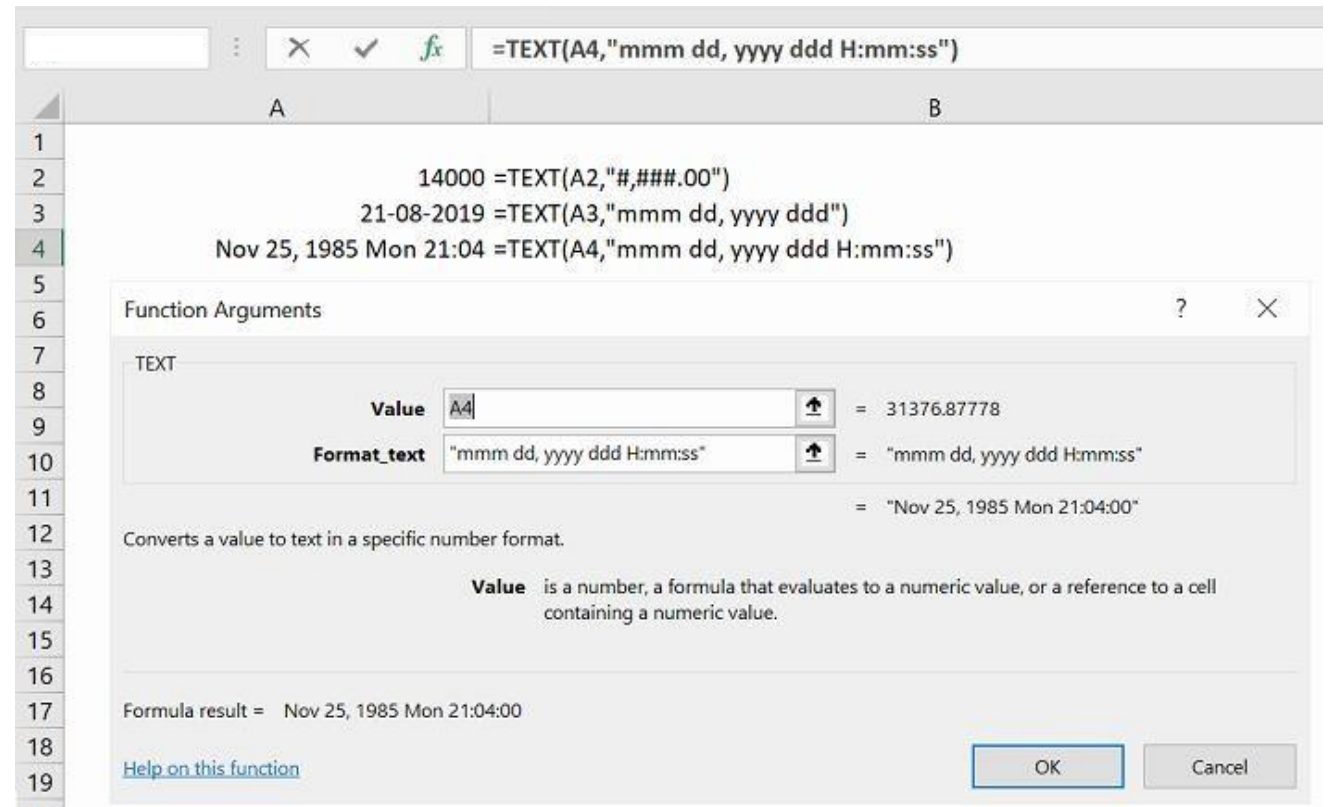 fx =TEXT(A4,"mmm dd, yyyy ddd H:mm:ss")
A B
1
2 14000 =TEXT(A2,"#,###.00")
3 21-08-2019 =TEXT(A3,"mmm dd, yyyy ddd")
4 Nov 25, 1985 Mon 21:04 =TEXT(A4,"mmm dd, yyyy ddd H:mm:ss")
5
6 Function Arguments ? ×
7 TEXT
8
9 Value A4 = 31376.87778
10 Format_text "mmm dd, yyyy ddd H:mm:ss" = "mmm dd, yyyy ddd H:mm:ss"
11 = "Nov 25, 1985 Mon 21:04:00"
12 Converts a value to text in a specific number format.
13 Value is a number, a formula that evaluates to a numeric value, or a reference to a cell
14 containing a numeric value.
15
16
17 Formula result = Nov 25, 1985 Mon 21:04:00
18
19 Help on this function OK Cancel